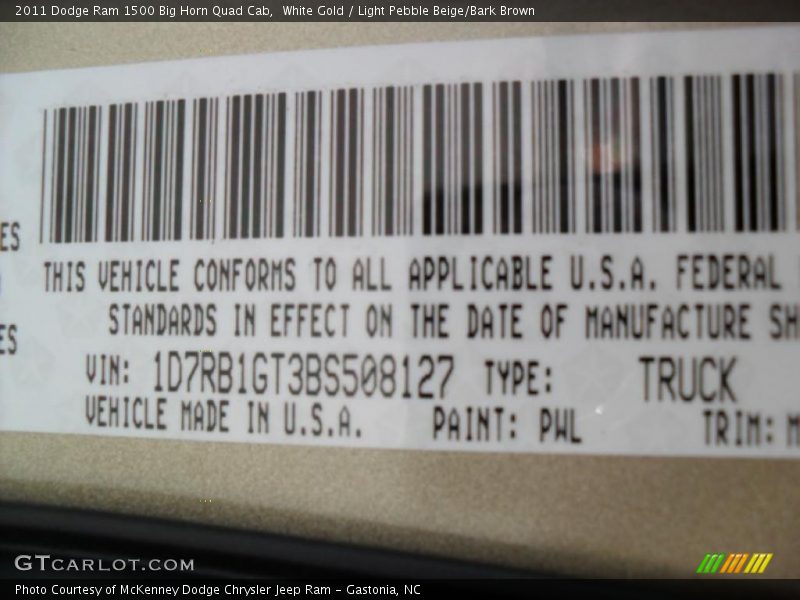 2011 Dodge Ram 1500 Big Horn Quad Cab,  White Gold / Light Pebble Beige/Bark Brown
ES
THIS VEHICLE CONFORMS TO ALL APPLICABLE U.S.A. FEDERAL
STANDARDS IN EFFECT ON THE DATE OF MANUFACTURE SH
ES
VIN: 1D7RB1GT3BS508127 TYPE: TRUCK
VEHICLE MADE IN U.S.A. PAINT: PWL TRIM: M
GTCARLOT.COM
Photo Courtesy of McKenney Dodge Chrysler Jeep Ram – Gastonia, NC